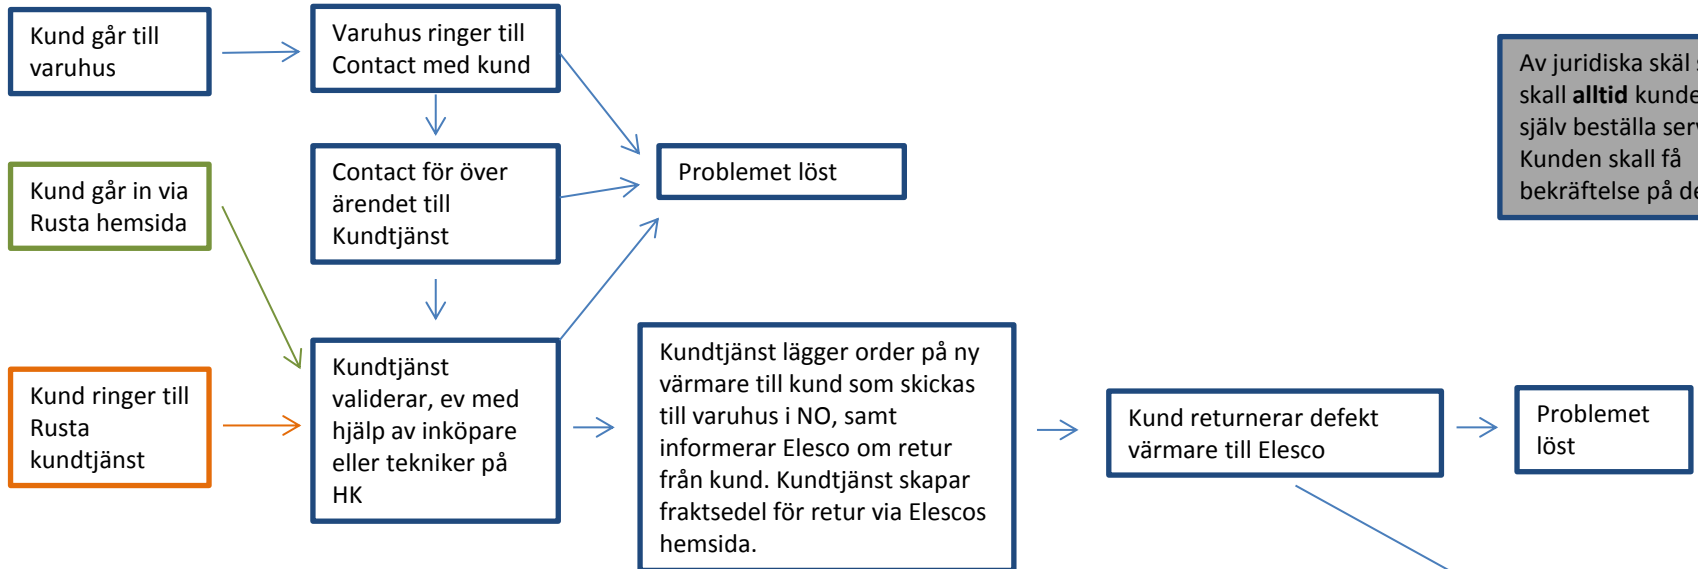 Kund går till
varuhus
Varuhus ringer till
Contact med kund
Av juridiska skäl
skall alltid
själv beställa
Kunden skall få
bekräftelse på
Kund går in via
Rusta hemsida
Contact för över
ärendet till
Kundtjänst
Problemet löst
Kund ringer till
Rusta
kundtjänst
Kundtjänst
validerar, ev med
hjälp av inköpare
eller tekniker på
HK
Kundtjänst lägger order på ny
värmare till kund som skickas
till varuhus i NO, samt
informerar Elesco om retur
från kund. Kundtjänst skapar
fraktsedel för retur via Elescos
hemsida.
Kund returnerar defekt
värmare till Elesco
Problemet
löst